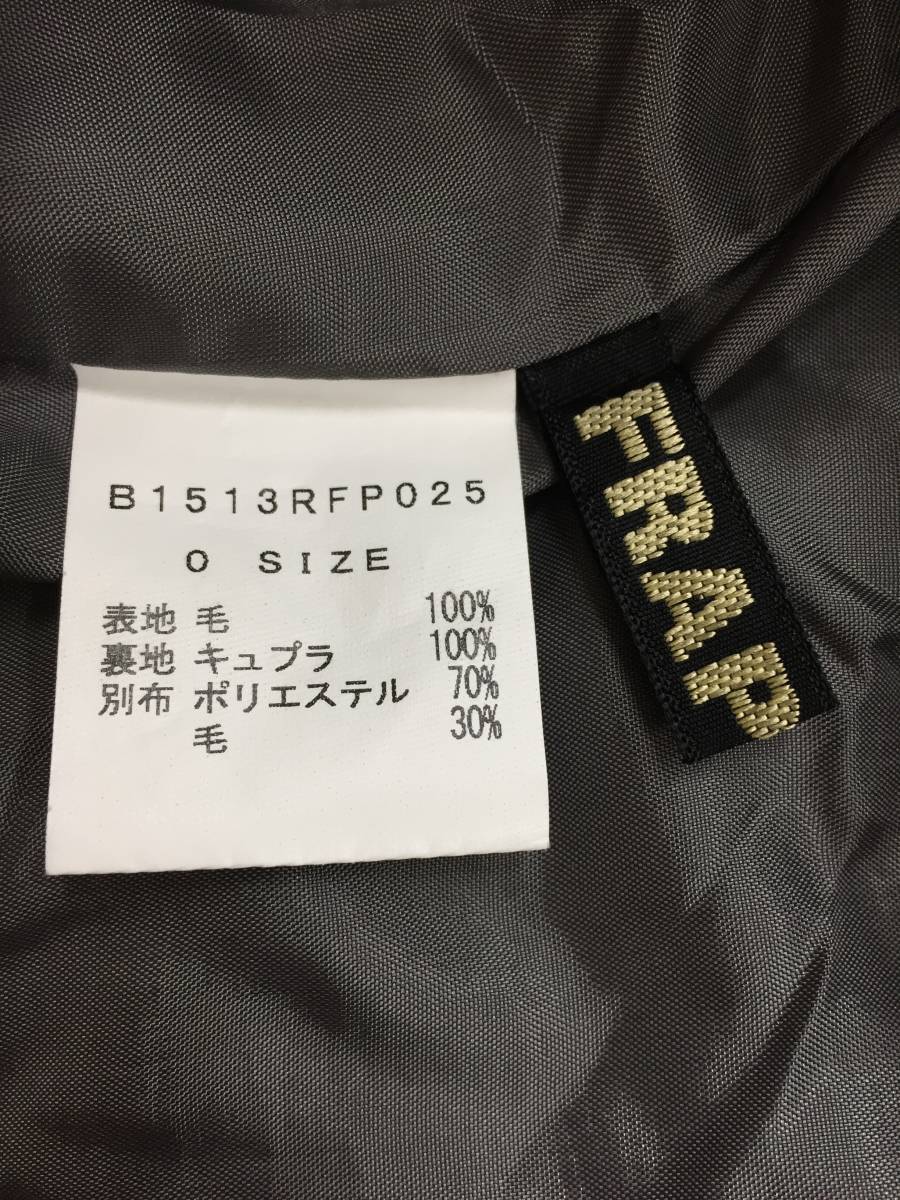 B1513RFP025
0 SIZE
表地 毛 100%
裏地 キュプラ 100%
別布 ポリエステル 70%
毛 30%
FRAP